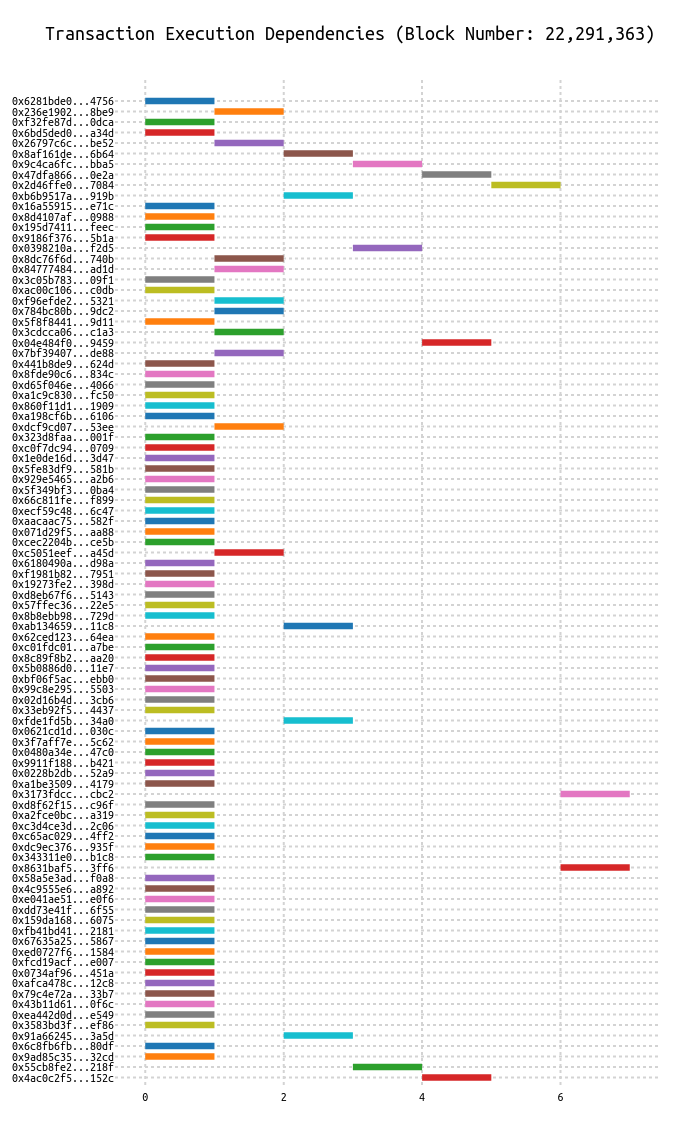 Transaction Execution Dependencies (Block Number: 22,291,363)
0x6281bde0...4756
0x236e1902...8be9
0xf32fe87d...0dca
0x6bd5ded0...a34d
0x26797c6c...be52
0x8af161de...6b64
0x9c4ca6fc...bba5
0x47dfa866...0e2a
0x2d46ffe0...7084
0xb6b9517a...919b
0x16a55915...e71c
0x8d4107af...0988
0x195d7411...feec
0x9186f376...5b1a
0x0398210a...f2d5
0x8dc76f6d...740b
0x84777484...ad1d
0x3c05b783...09f1
0xac00c106...c0db
0xf96efde2...5321
0x784bc80b...9dc2
0x5f8f8441...9d11
0x3cdcca06...c1a3
0x04e484f0...9459
0x7bf39407...de88
0x441b8de9...624d
0x8fde90c6...834c
0xd65f046e...4066
0xa1c9c830...fc50
0x860f11d1...1909
0xa198cf6b...6106
0xdcf9cd07...53ee
0x323d8faa...001f
0xc0f7dc94...0709
0x1e0de16d...3d47
0x5fe83df9...581b
0x929e5465...a2b6
0x5f349bf3...0ba4
0x66c811fe...f899
0xecf59c48...6c47
0xaacaac75...582f
0x071d29f5...aa88
0xcec2204b...ce5b
0xc5051eef...a45d
0x6180490a...d98a
0xf1981b82...7951
0x19273fe2...398d
0xd8eb67f6...5143
0x57ffec36...22e5
0x8b8ebb98...729d
0xab134659...11c8
0x62ced123...64ea
0xc01fdc01...a7be
0x8c89f8b2...aa20
0x5b0886d0...11e7
0xbf06f5ac...ebb0
0x99c8e295...5503
0x02d16b4d...3cb6
0x33eb92f5...4437
0xfde1fd5b...34a0
0x0621cd1d...030c
0x3f7aff7e...5c62
0x0480a34e...47c0
0x9911f188...b421
0x0228b2db...52a9
0xa1be3509...4179
0x3173fdcc...cbc2
0xd8f62f15...c96f
0xa2fce0bc...a319
0xc3d4ce3d...2c06
0xc65ac029...4ff2
0xdc9ec376...935f
0x343311e0...b1c8
0x8631baf5...3ff6
0x58a5e3ad...f0a8
0x4c9555e6...a892
0xe041ae51...e0f6
0xdd73e41f...6f55
0x159da168...6075
0xfb41bd41...2181
0x67635a25...5867
0xed0727f6...1584
0xfcd19acf...e007
0x0734af96...451a
0xafca478c...12c8
0x79c4e72a...33b7
0x43b11d61...0f6c
0xea442d0d...e549
0x3583bd3f...ef86
0x91a66245...3a5d
0x6c8fb6fb...80df
0x9ad85c35...32cd
0x55cb8fe2...218f
0x4ac0c2f5...152c
0 2 4 6